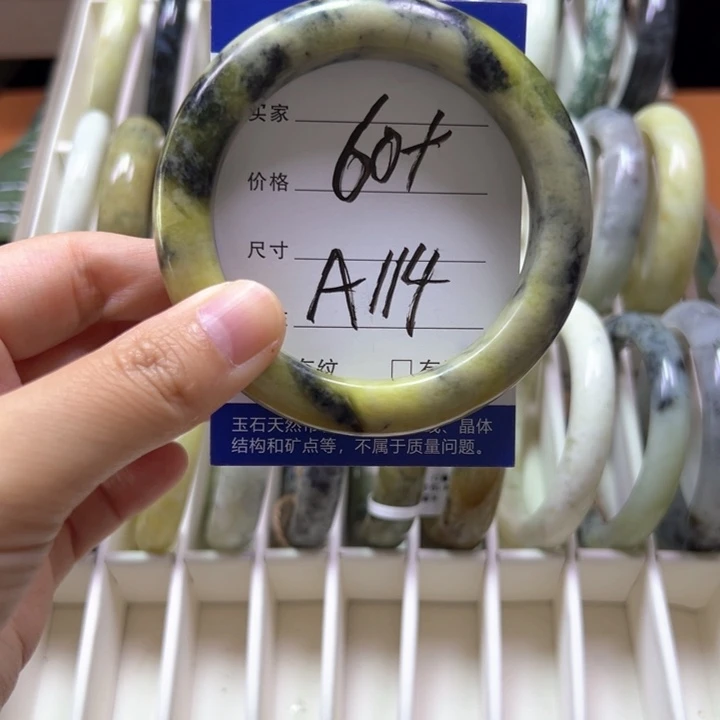 买家
60+
价格
尺寸
A114
纹 □有
玉石天然带 晶体
结构和矿点等，不属于质量问题。